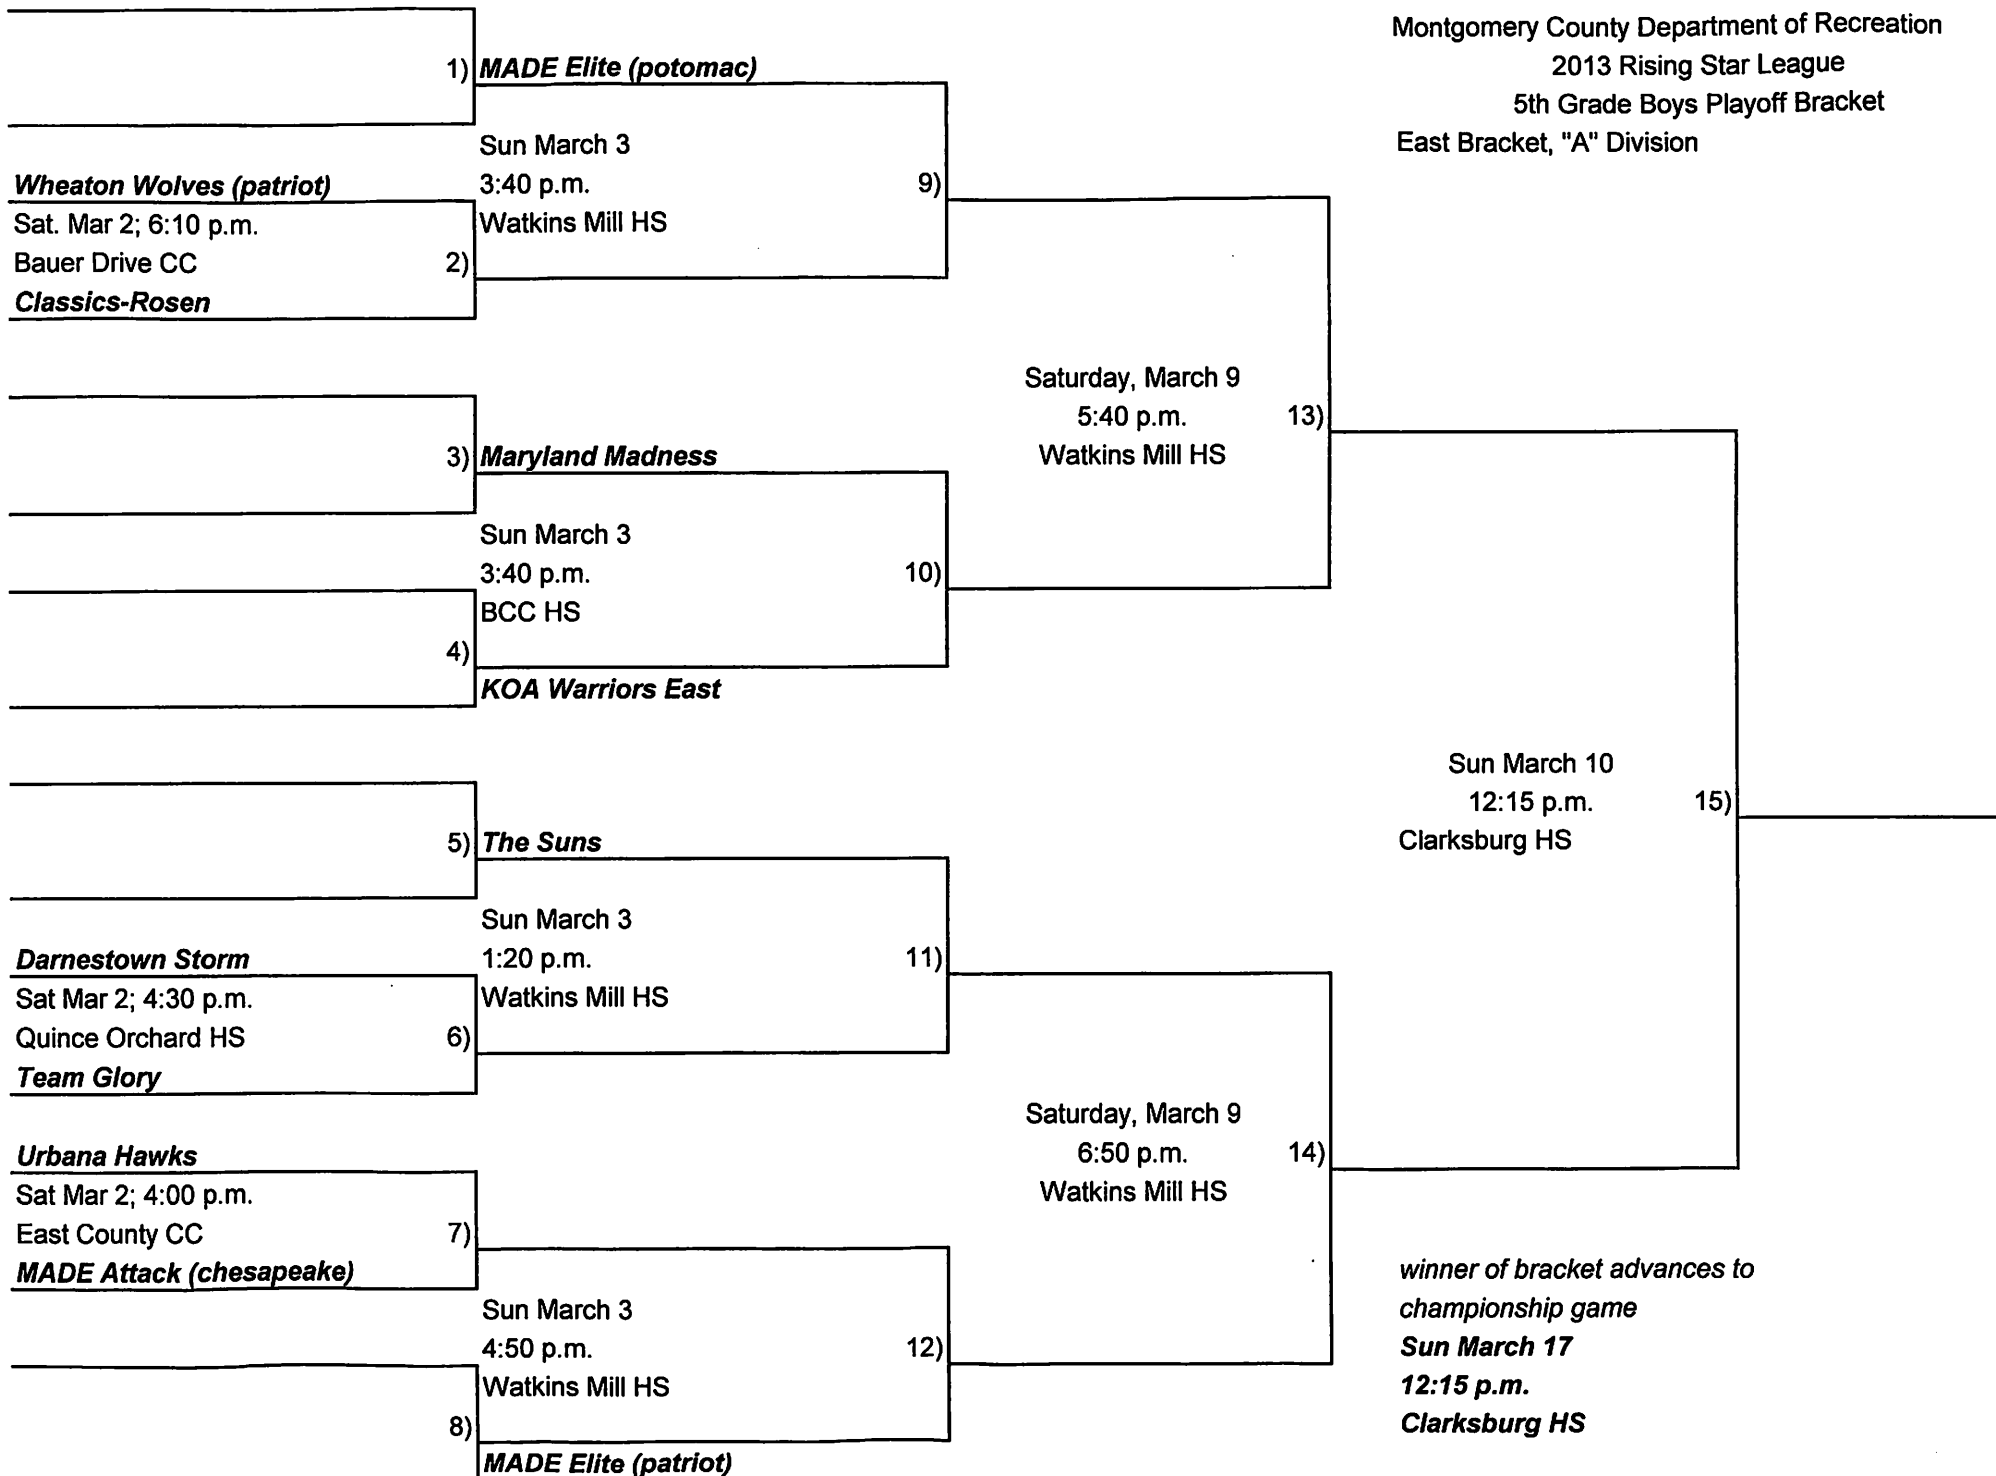 Montgomery County Department of Recreation
2013 Rising Star League
5th Grade Boys Playoff Bracket
East Bracket, "A" Division
1) MADE Elite (potomac)
Sun March 3
3:40 p.m.
Watkins Mill HS
9)
Wheaton Wolves (patriot)
Sat. Mar 2; 6:10 p.m.
Bauer Drive CC
2)
Classics-Rosen
Saturday, March 9
5:40 p.m.
Watkins Mill HS
13)
3) Maryland Madness
Sun March 3
3:40 p.m.
BCC HS
10)
4)
KOA Warriors East
Sun March 10
12:15 p.m.
Clarksburg HS
15)
5) The Suns
Sun March 3
1:20 p.m.
Watkins Mill HS
11)
Darnestown Storm
Sat Mar 2; 4:30 p.m.
Quince Orchard HS
6)
Team Glory
Saturday, March 9
6:50 p.m.
Watkins Mill HS
14)
Urbana Hawks
Sat Mar 2; 4:00 p.m.
East County CC
7)
MADE Attack (chesapeake)
Sun March 3
4:50 p.m.
Watkins Mill HS
12)
8)
MADE Elite (patriot)
winner of bracket advances to
championship game
Sun March 17
12:15 p.m.
Clarksburg HS